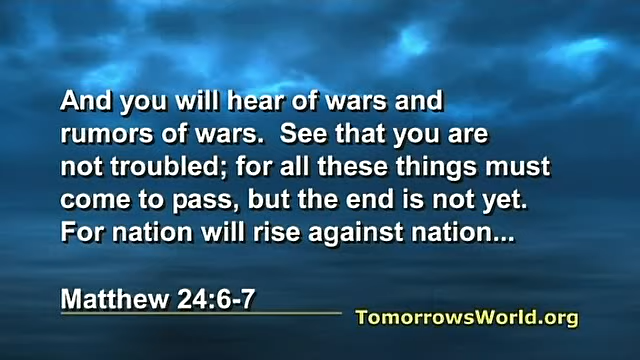 And you will hear of wars and
rumors of wars.  See that you are
not troubled; for all these things must
come to pass, but the end is not yet.
For nation will rise against nation...
Matthew 24:6-7
TomorrowsWorld.org